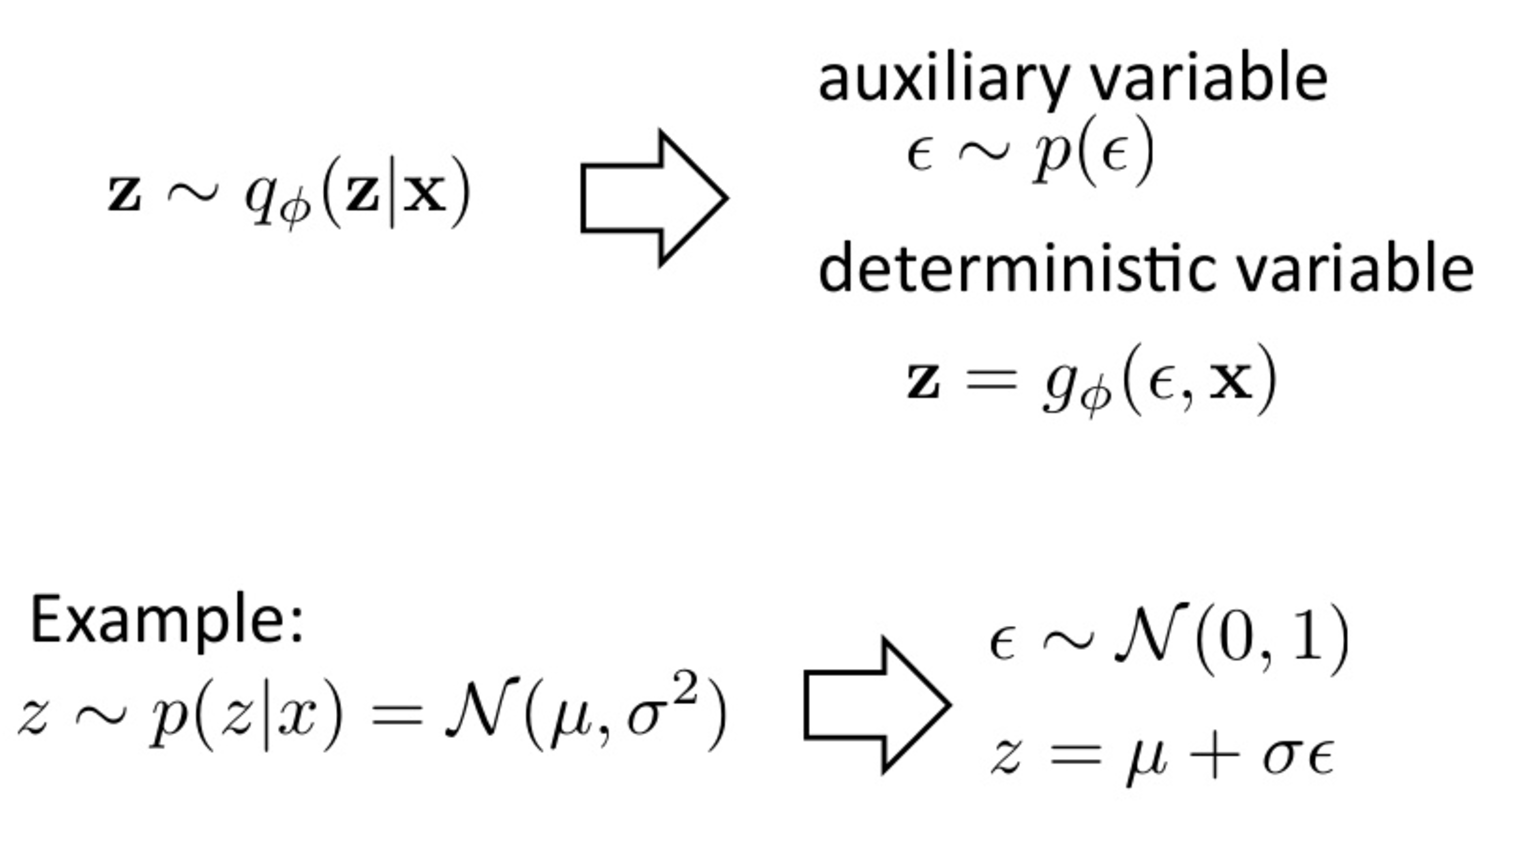 auxiliary variable
ϵ ∼ p(ϵ)
𝐳 ∼ q_ϕ(𝐳|𝐱)
deterministic variable
𝐳 = g_ϕ(ϵ, 𝐱)
Example:
ϵ ∼ 𝒩(0, 1)
z ∼ p(z|x) = 𝒩(μ, σ²)
z = μ + σϵ